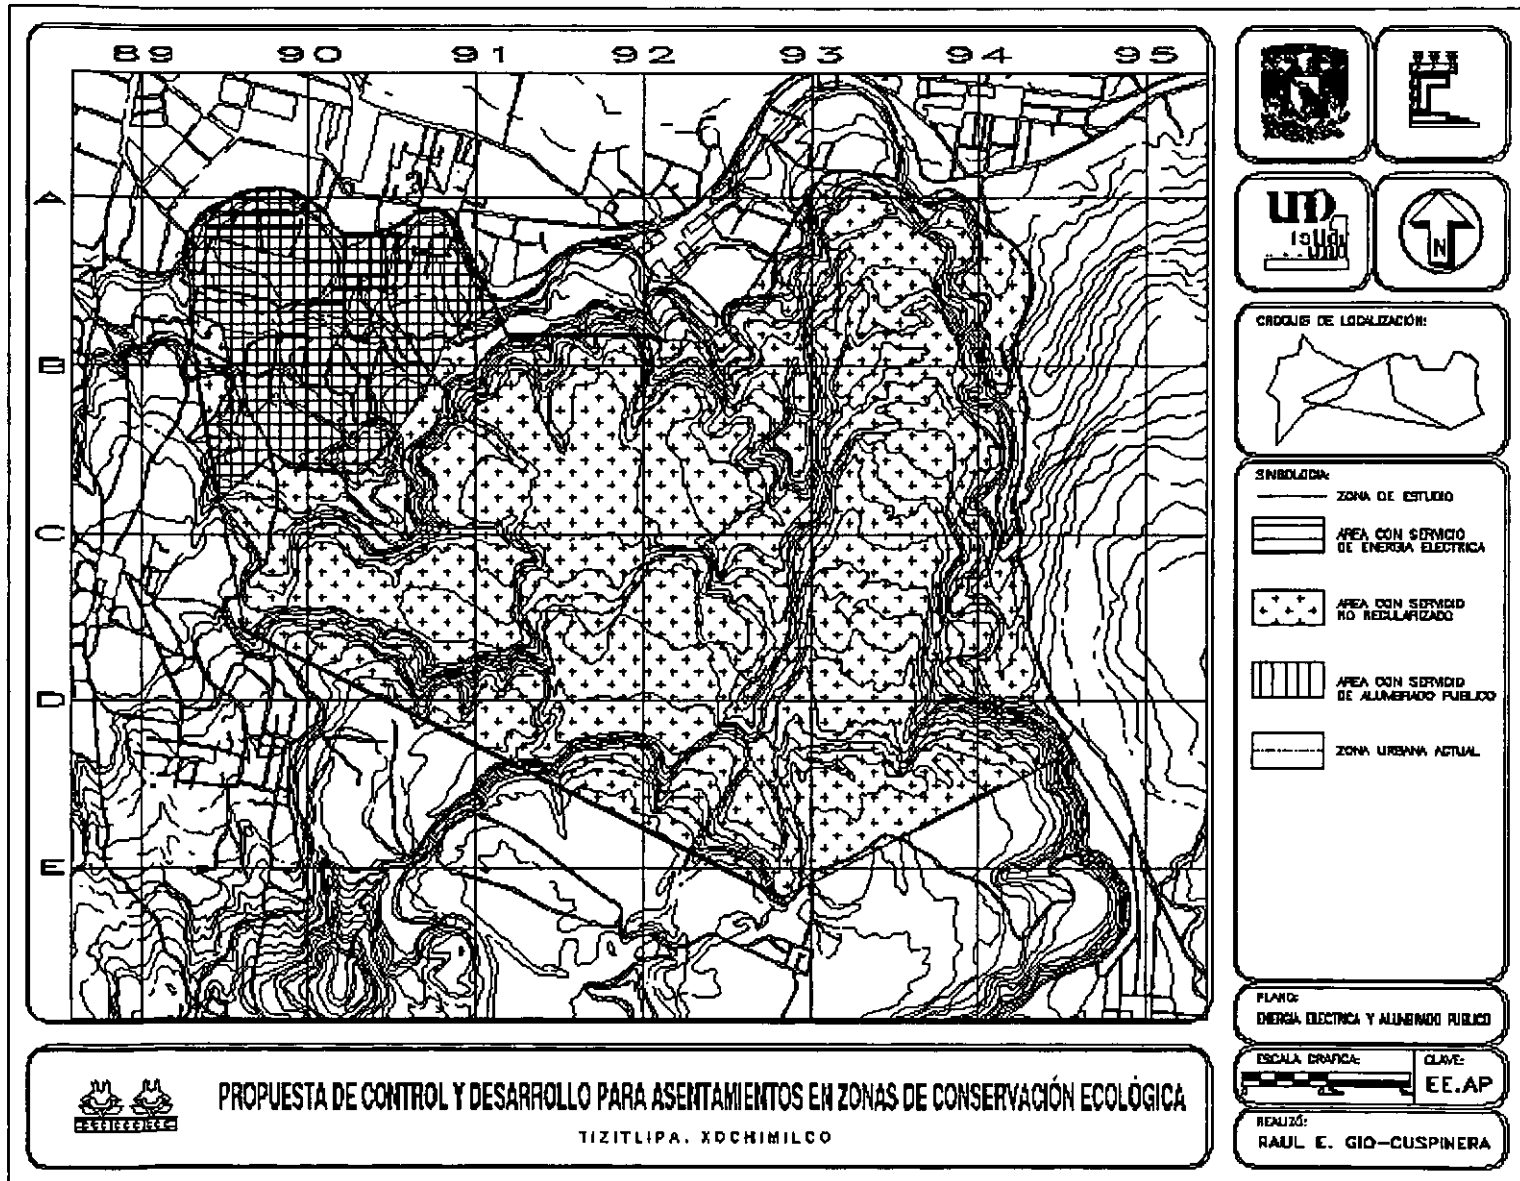 89 90 91 92 93 94 95
A
B
C
D
E
N
CROQUIS DE LOCALIZACIÓN:
SIMBOLOGIA:
ZONA DE ESTUDIO
AREA CON SERVICIO
DE ENERGIA ELECTRICA
AREA CON SERVICIO
NO REGULARIZADO
AREA CON SERVICIO
DE ALUMBRADO PUBLICO
ZONA URBANA ACTUAL
PLANO:
ENERGIA ELECTRICA Y ALUMBRADO PUBLICO
ESCALA GRAFICA:
CLAVE:
EE.AP
REALIZÓ:
RAUL E. GIO-CUSPINERA
PROPUESTA DE CONTROL Y DESARROLLO PARA ASENTAMIENTOS EN ZONAS DE CONSERVACIÓN ECOLÓGICA
TIZITLIPA, XOCHIMILCO